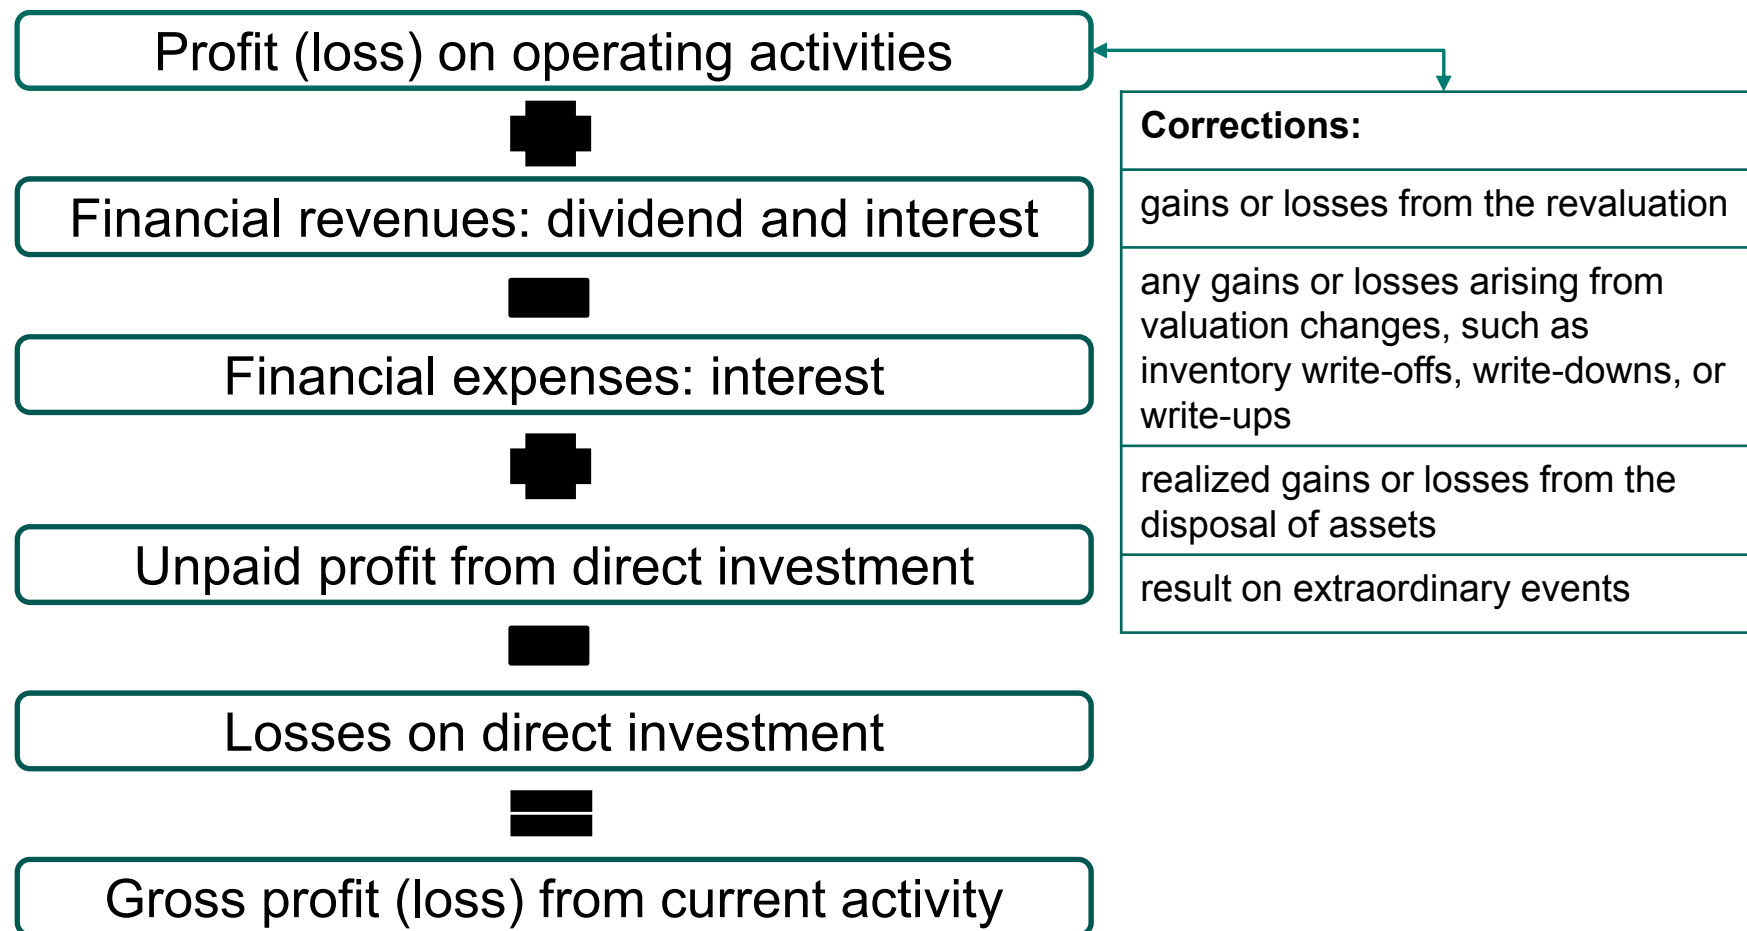 Profit (loss) on operating activities
Financial revenues: dividend and interest
Financial expenses: interest
Unpaid profit from direct investment
Losses on direct investment
Gross profit (loss) from current activity
Corrections:
gains or losses from the revaluation
any gains or losses arising from
valuation changes, such as
inventory write-offs, write-downs, or
write-ups
realized gains or losses from the
disposal of assets
result on extraordinary events